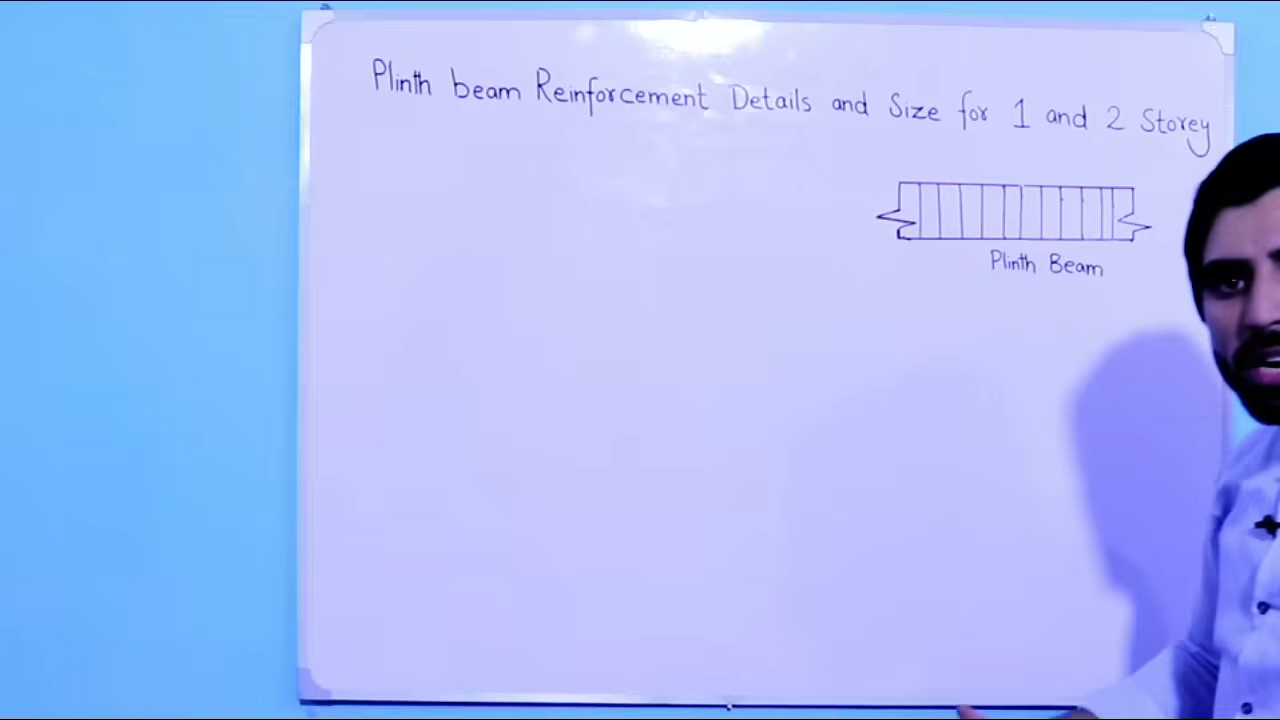 Plinth beam Reinforcement Details and Size for 1 and 2 Storey
Plinth Beam